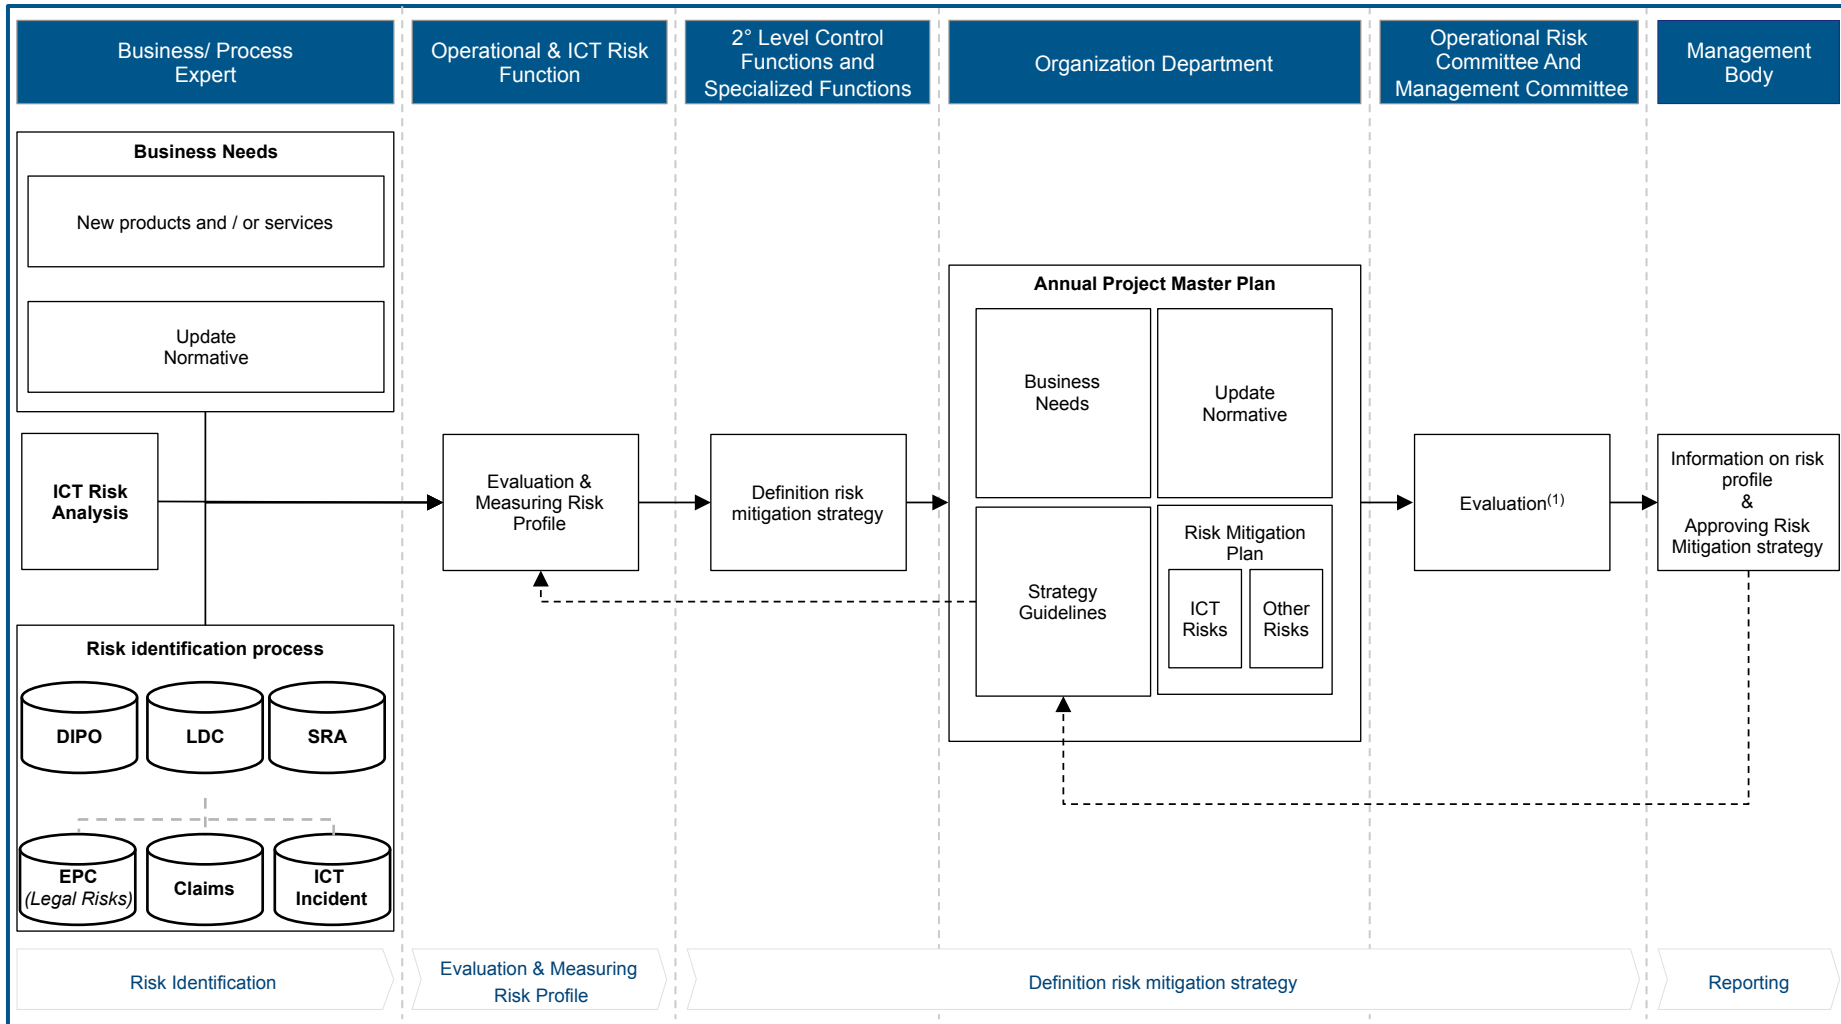 Business/ Process
Expert
Operational & ICT Risk
Function
2° Level Control
Functions and
Specialized Functions
Organization Department
Operational Risk
Committee And
Management Committee
Management
Body
Business Needs
New products and / or services
Update
Normative
ICT Risk
Analysis
Risk identification process
DIPO
LDC
SRA
EPC
(Legal Risks)
Claims
ICT
Incident
Evaluation &
Measuring Risk
Profile
Definition risk
mitigation strategy
Annual Project Master Plan
Business
Needs
Update
Normative
Strategy
Guidelines
Risk Mitigation
Plan
ICT
Risks
Other
Risks
Evaluation(1)
Information on risk
profile
&
Approving Risk
Mitigation strategy
Risk Identification
Evaluation & Measuring
Risk Profile
Definition risk mitigation strategy
Reporting